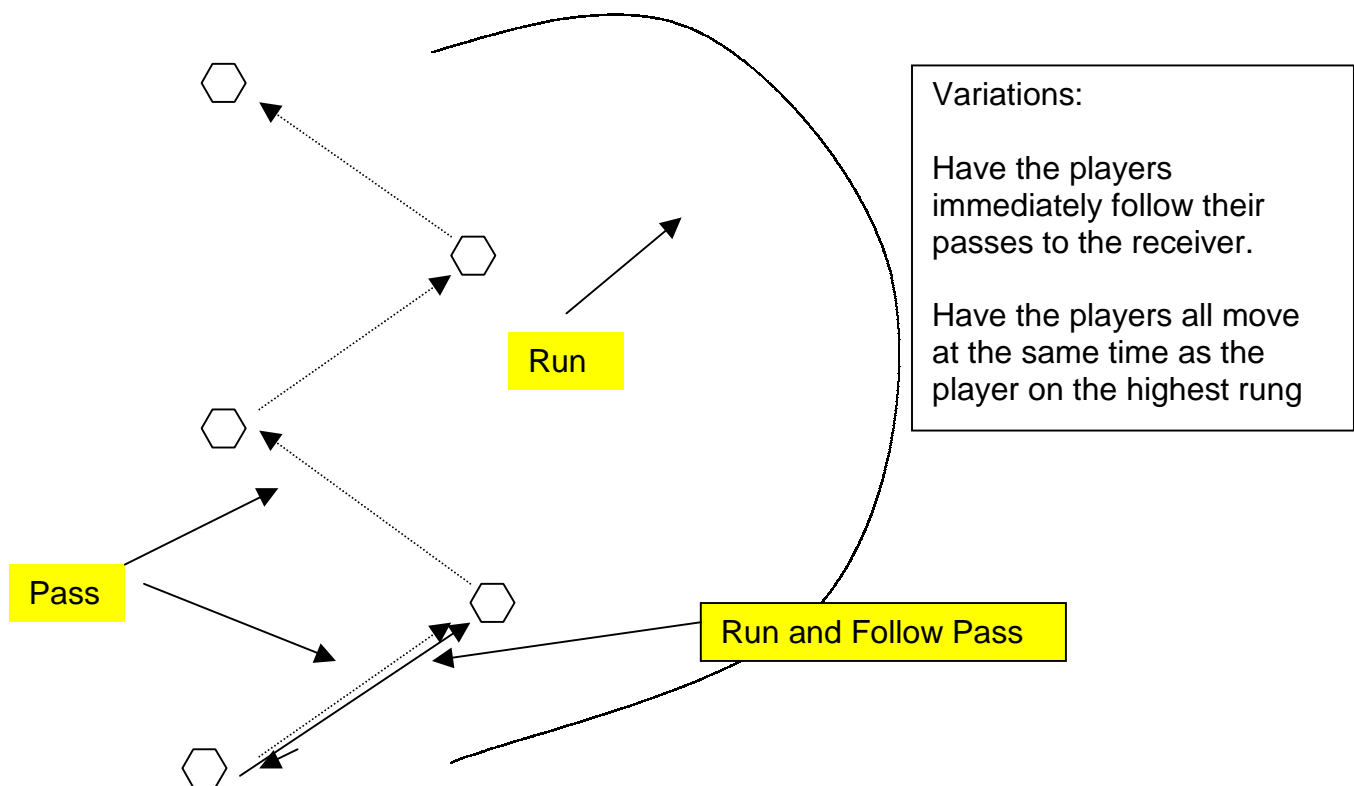 Variations:
Have the players
immediately follow their
passes to the receiver.
Have the players all move
at the same time as the
player on the highest rung
Run
Pass
Run and Follow Pass